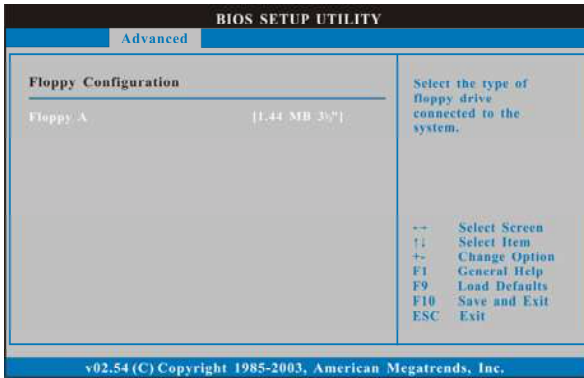 BIOS SETUP UTILITY
Advanced
Floppy Configuration
Floppy A [1.44 MB 3½"]
Select the type of
floppy drive
connected to the
system.
←→ Select Screen
↑↓ Select Item
+- Change Option
F1 General Help
F9 Load Defaults
F10 Save and Exit
ESC Exit
v02.54 (C) Copyright 1985-2003, American Megatrends, Inc.